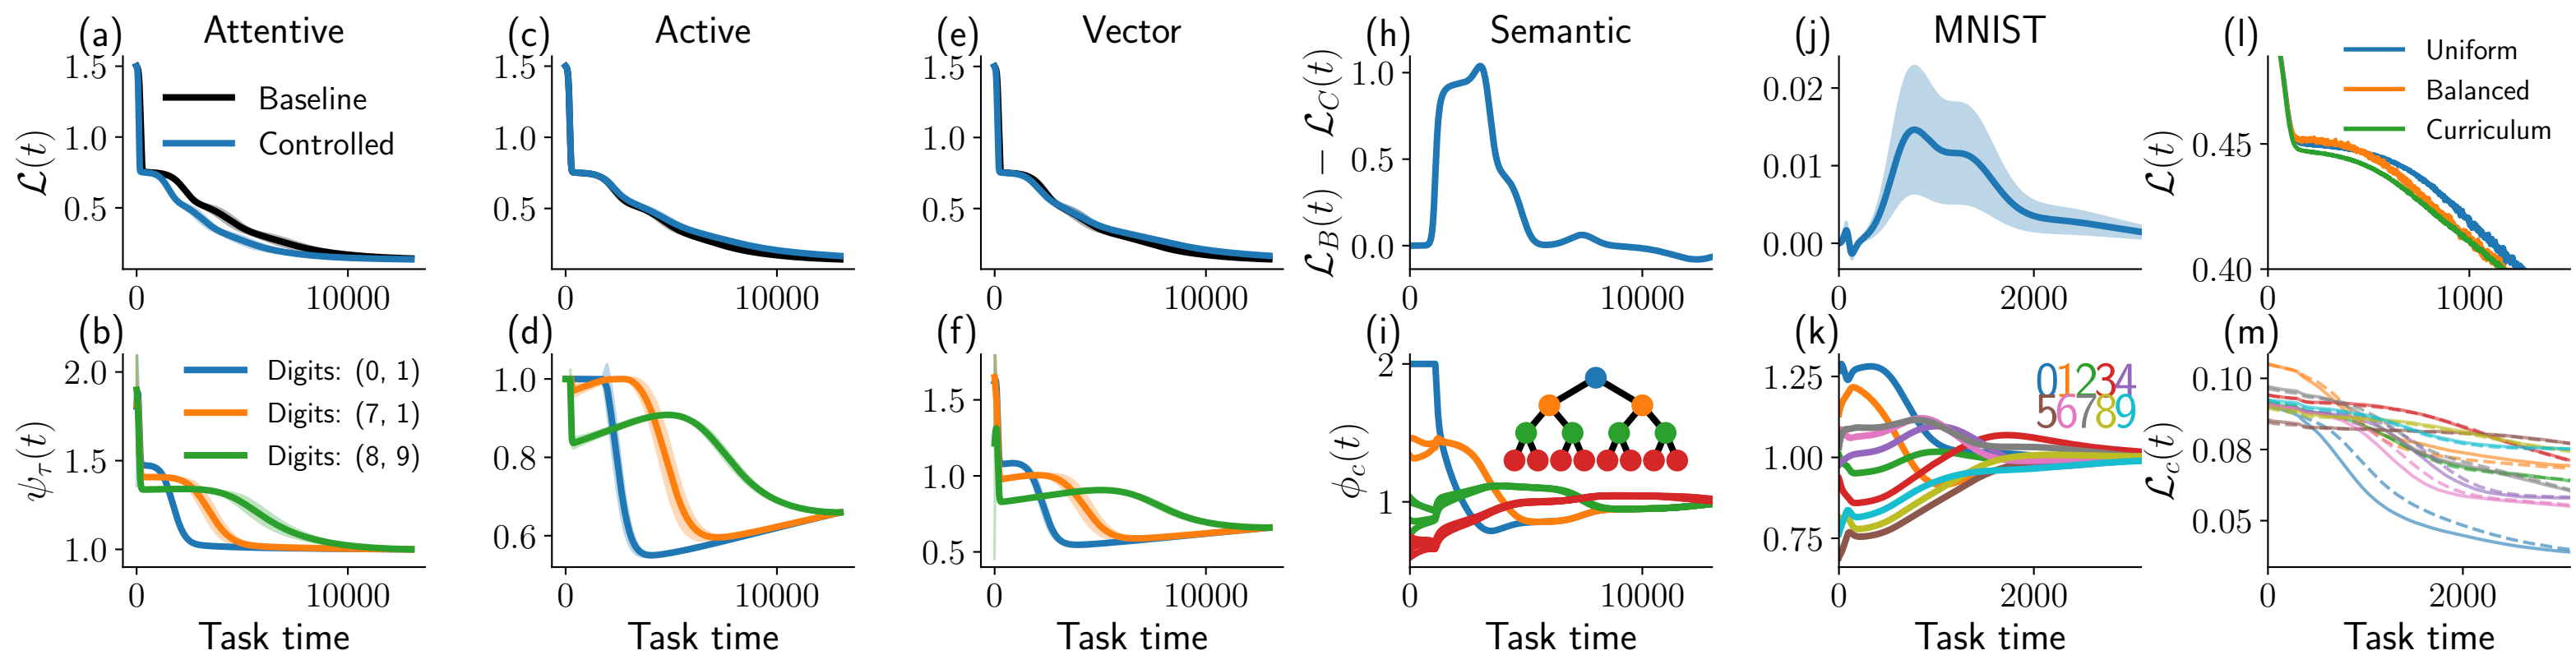 (a) Attentive
1.5
1.0
0.5
ℒ(t)
Baseline
Controlled
0 10000
(b)
2.0
1.5
1.0
ψ_τ(t)
Digits: (0, 1)
Digits: (7, 1)
Digits: (8, 9)
0 10000
Task time
(c) Active
1.5
1.0
0.5
0 10000
(d)
1.0
0.8
0.6
0 10000
Task time
(e) Vector
1.5
1.0
0.5
0 10000
(f)
1.5
1.0
0.5
0 10000
Task time
(h) Semantic
1.0
0.5
0.0
ℒ_B(t) − ℒ_C(t)
0 10000
(i)
2
1
ϕ_c(t)
0 10000
Task time
(j) MNIST
0.02
0.01
0.00
0 2000
(k)
1.25
1.00
0.75
01234
56789
0 2000
Task time
(l)
Uniform
Balanced
Curriculum
0.45
0.40
ℒ(t)
0 1000
(m)
0.10
0.08
0.05
ℒ_c(t)
0 2000
Task time